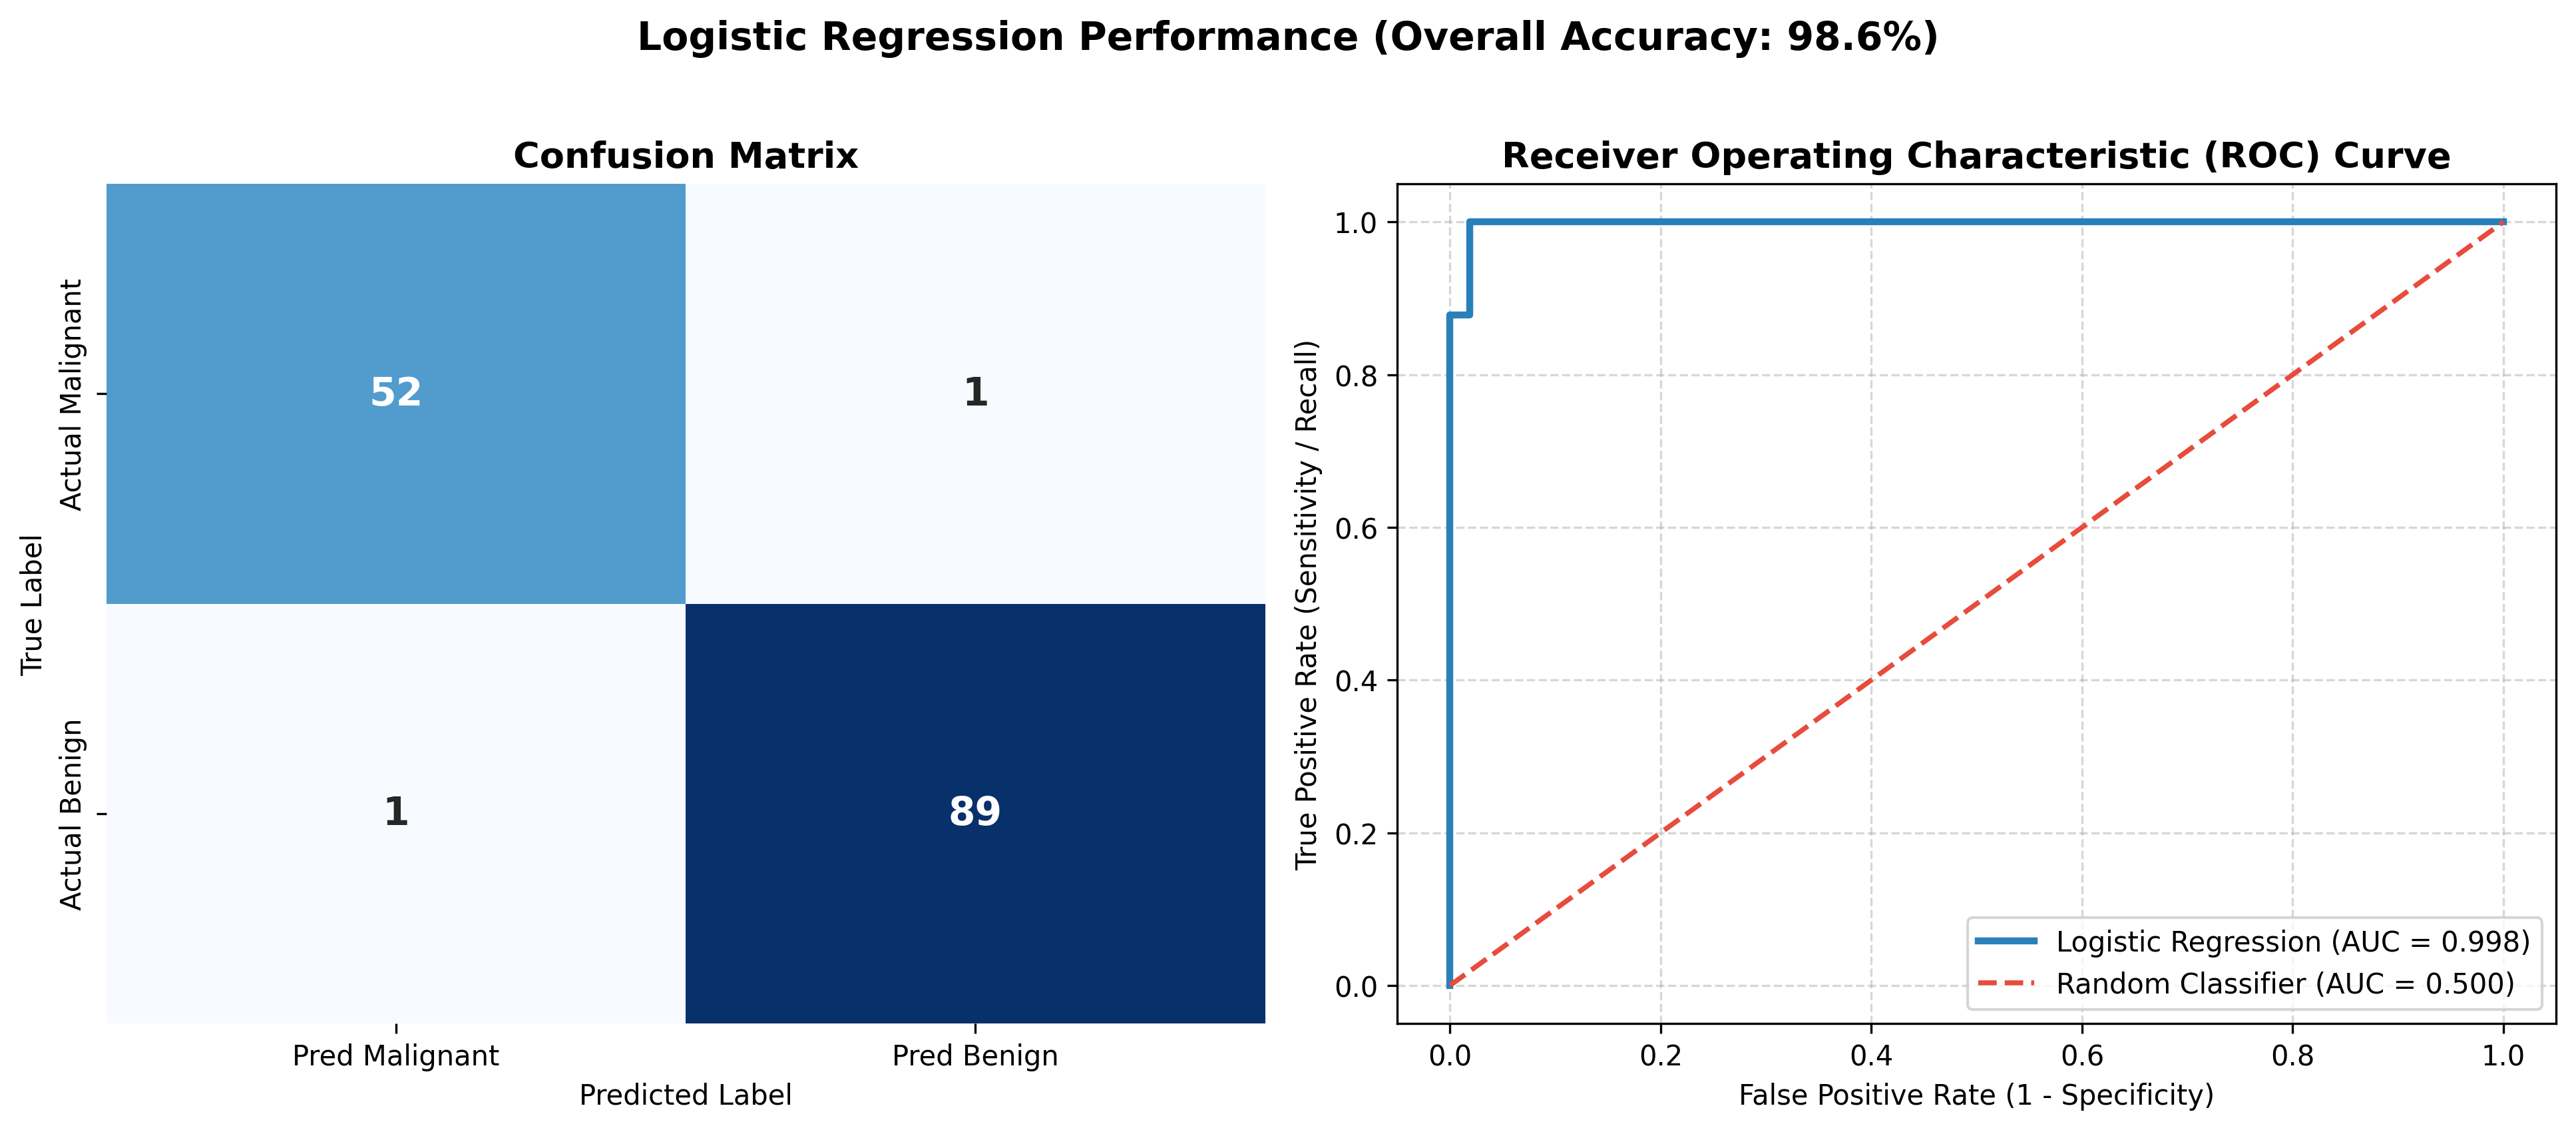 Logistic Regression Performance (Overall Accuracy: 98.6%)
Confusion Matrix
True Label
Actual Malignant
Actual Benign
52
1
1
89
Pred Malignant
Pred Benign
Predicted Label
Receiver Operating Characteristic (ROC) Curve
True Positive Rate (Sensitivity / Recall)
1.0
0.8
0.6
0.4
0.2
0.0
Logistic Regression (AUC = 0.998)
Random Classifier (AUC = 0.500)
0.0
0.2
0.4
0.6
0.8
1.0
False Positive Rate (1 - Specificity)